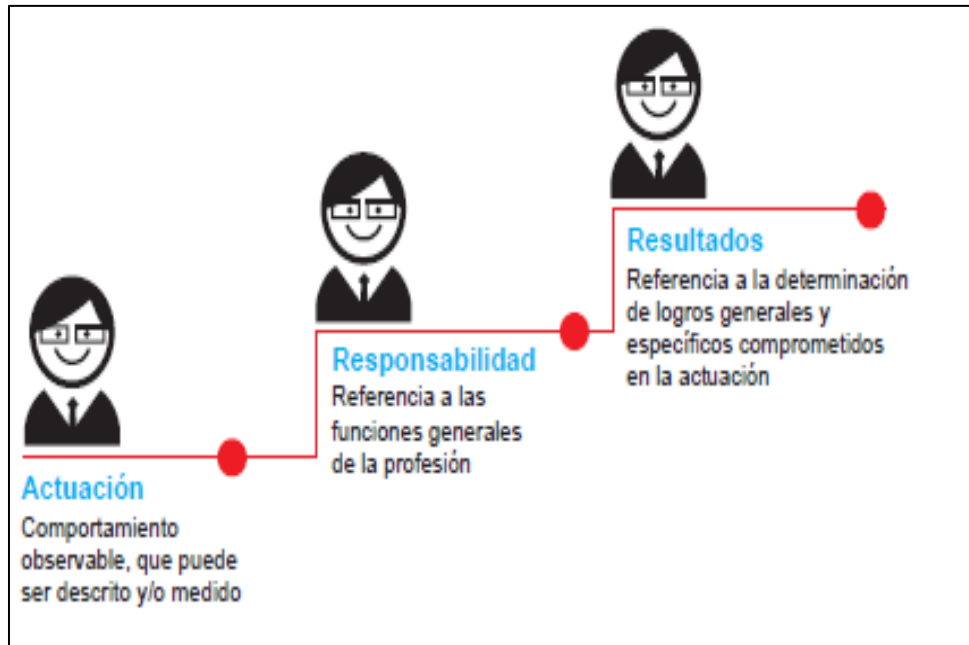 Actuación
Comportamiento
observable, que puede
ser descrito y/o medido
Responsabilidad
Referencia a las
funciones generales
de la profesión
Resultados
Referencia a la determinación
de logros generales y
específicos comprometidos
en la actuación